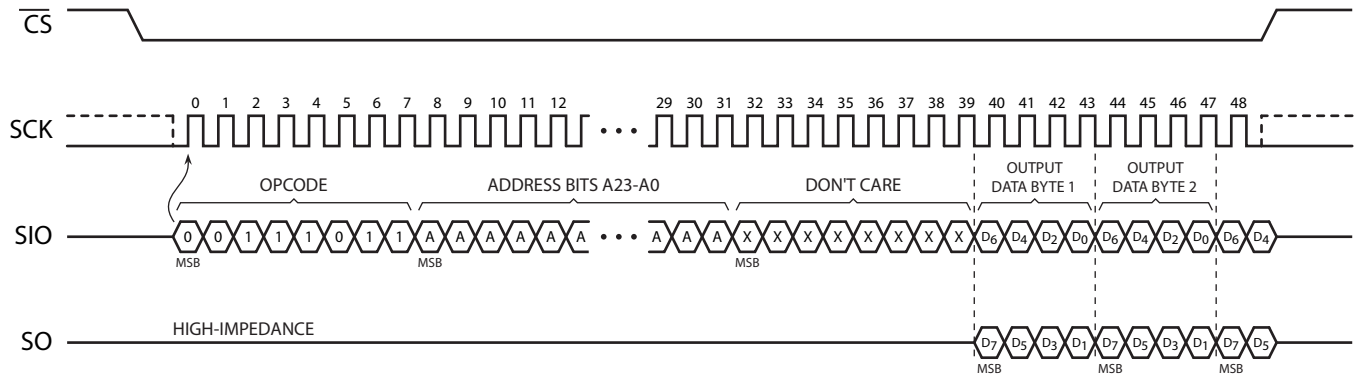 CS
0 1 2 3 4 5 6 7 8 9 10 11 12 29 30 31 32 33 34 35 36 37 38 39 40 41 42 43 44 45 46 47 48
SCK • • •
OPCODE ADDRESS BITS A23-A0 DON'T CARE OUTPUT DATA BYTE 1 OUTPUT DATA BYTE 2
SIO 0 0 1 1 1 0 1 1 A A A A A A • • • A A A X X X X X X X X D6 D4 D2 D0 D6 D4 D2 D0 D6 D4
MSB MSB MSB
HIGH-IMPEDANCE
SO D7 D5 D3 D1 D7 D5 D3 D1 D7 D5
MSB MSB MSB